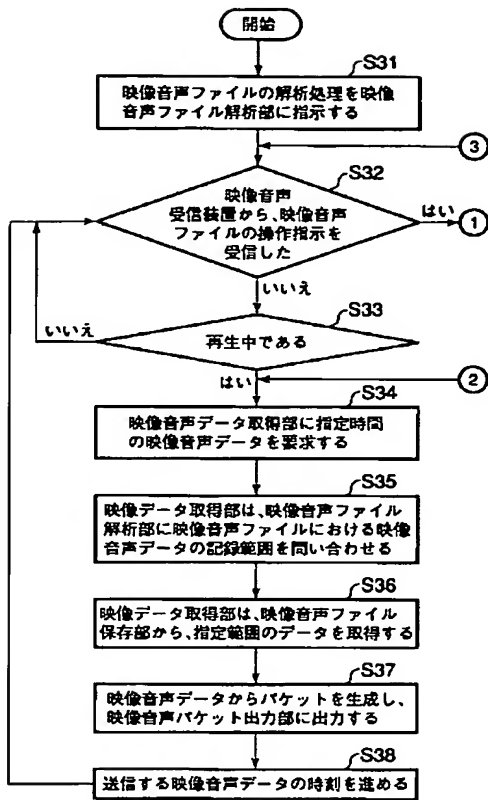 開始
S31
映像音声ファイルの解析処理を映像
音声ファイル解析部に指示する
3
S32
映像音声
受信装置から、映像音声
ファイルの操作指示を
受信した
はい
1
いいえ
S33
いいえ
再生中である
はい
2
S34
映像音声データ取得部に指定時間
の映像音声データを要求する
S35
映像データ取得部は、映像音声ファイル
解析部に映像音声ファイルにおける映像
音声データの記録範囲を問い合わせる
S36
映像データ取得部は、映像音声ファイル
保存部から、指定範囲のデータを取得する
S37
映像音声データからパケットを生成し、
映像音声パケット出力部に出力する
S38
送信する映像音声データの時刻を進める